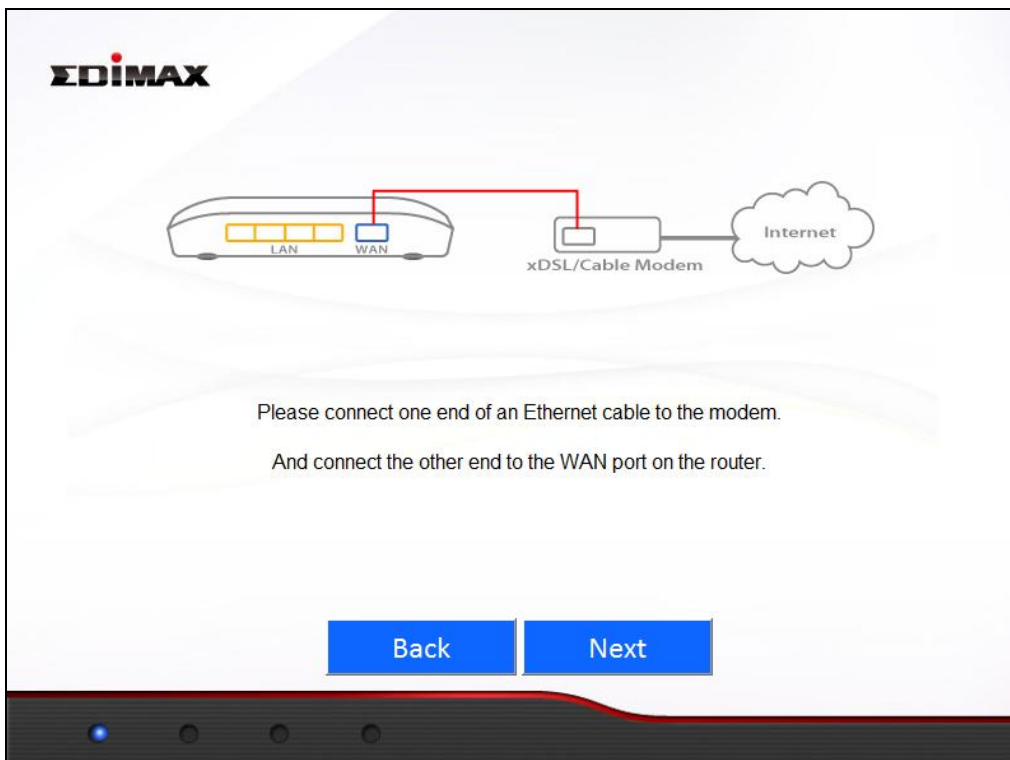 EDIMAX
LAN
WAN
xDSL/Cable Modem
Internet
Please connect one end of an Ethernet cable to the modem.
And connect the other end to the WAN port on the router.
Back
Next